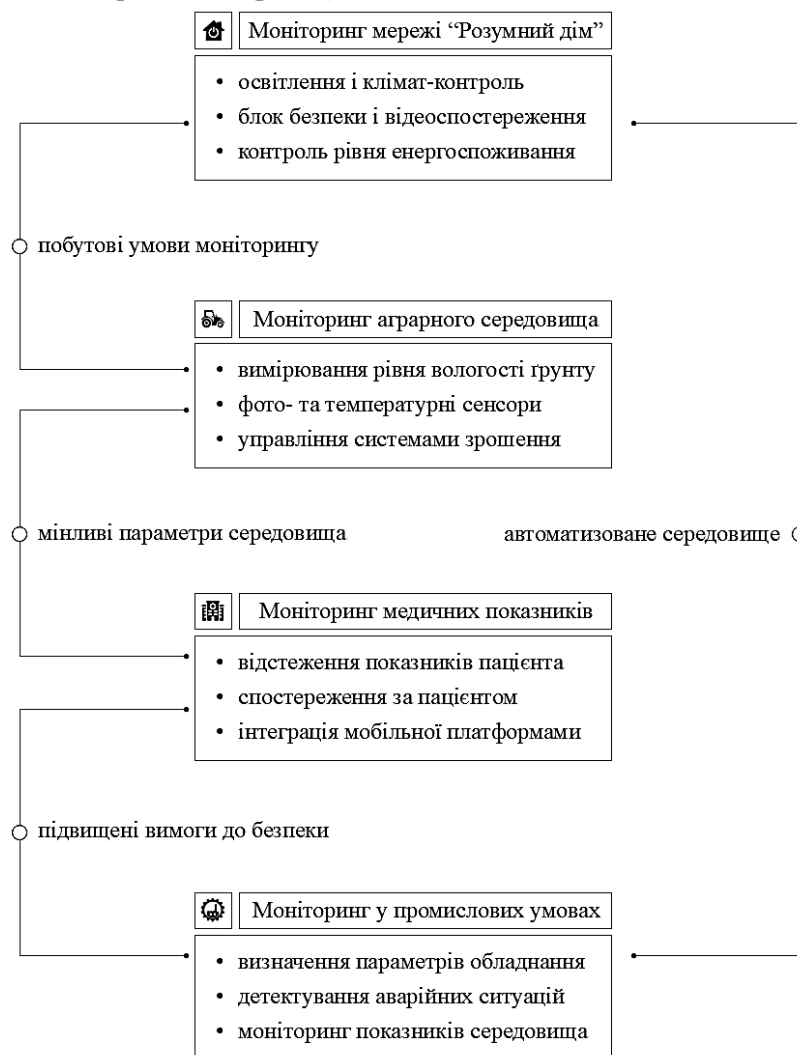 Моніторинг мережі “Розумний дім”
• освітлення і клімат-контроль
• блок безпеки і відеоспостереження
• контроль рівня енергоспоживання
побутові умови моніторингу
Моніторинг аграрного середовища
• вимірювання рівня вологості ґрунту
• фото- та температурні сенсори
• управління системами зрошення
мінливі параметри середовища
автоматизоване середовище
Моніторинг медичних показників
• відстеження показників пацієнта
• спостереження за пацієнтом
• інтеграція мобільної платформами
підвищені вимоги до безпеки
Моніторинг у промислових умовах
• визначення параметрів обладнання
• детектування аварійних ситуацій
• моніторинг показників середовища